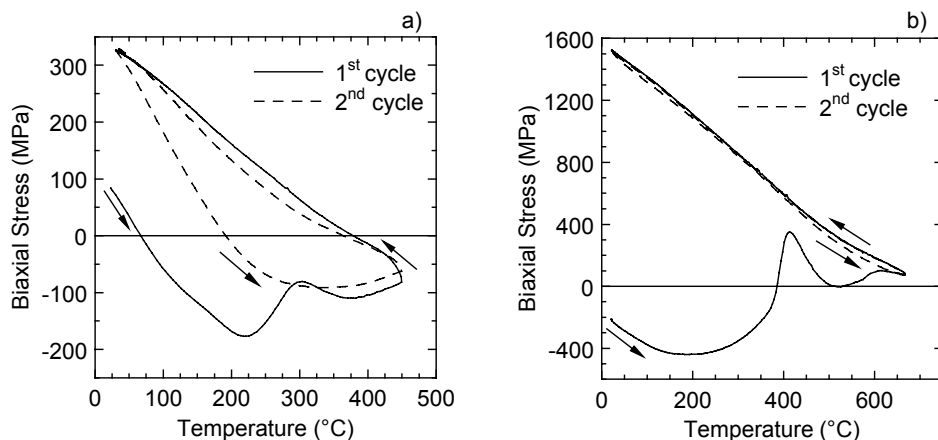 a)
Biaxial Stress (MPa)
300
200
100
0
-100
-200
1st cycle
2nd cycle
0 100 200 300 400 500
Temperature (°C)
b)
Biaxial Stress (MPa)
1600
1200
800
400
0
-400
1st cycle
2nd cycle
0 200 400 600
Temperature (°C)